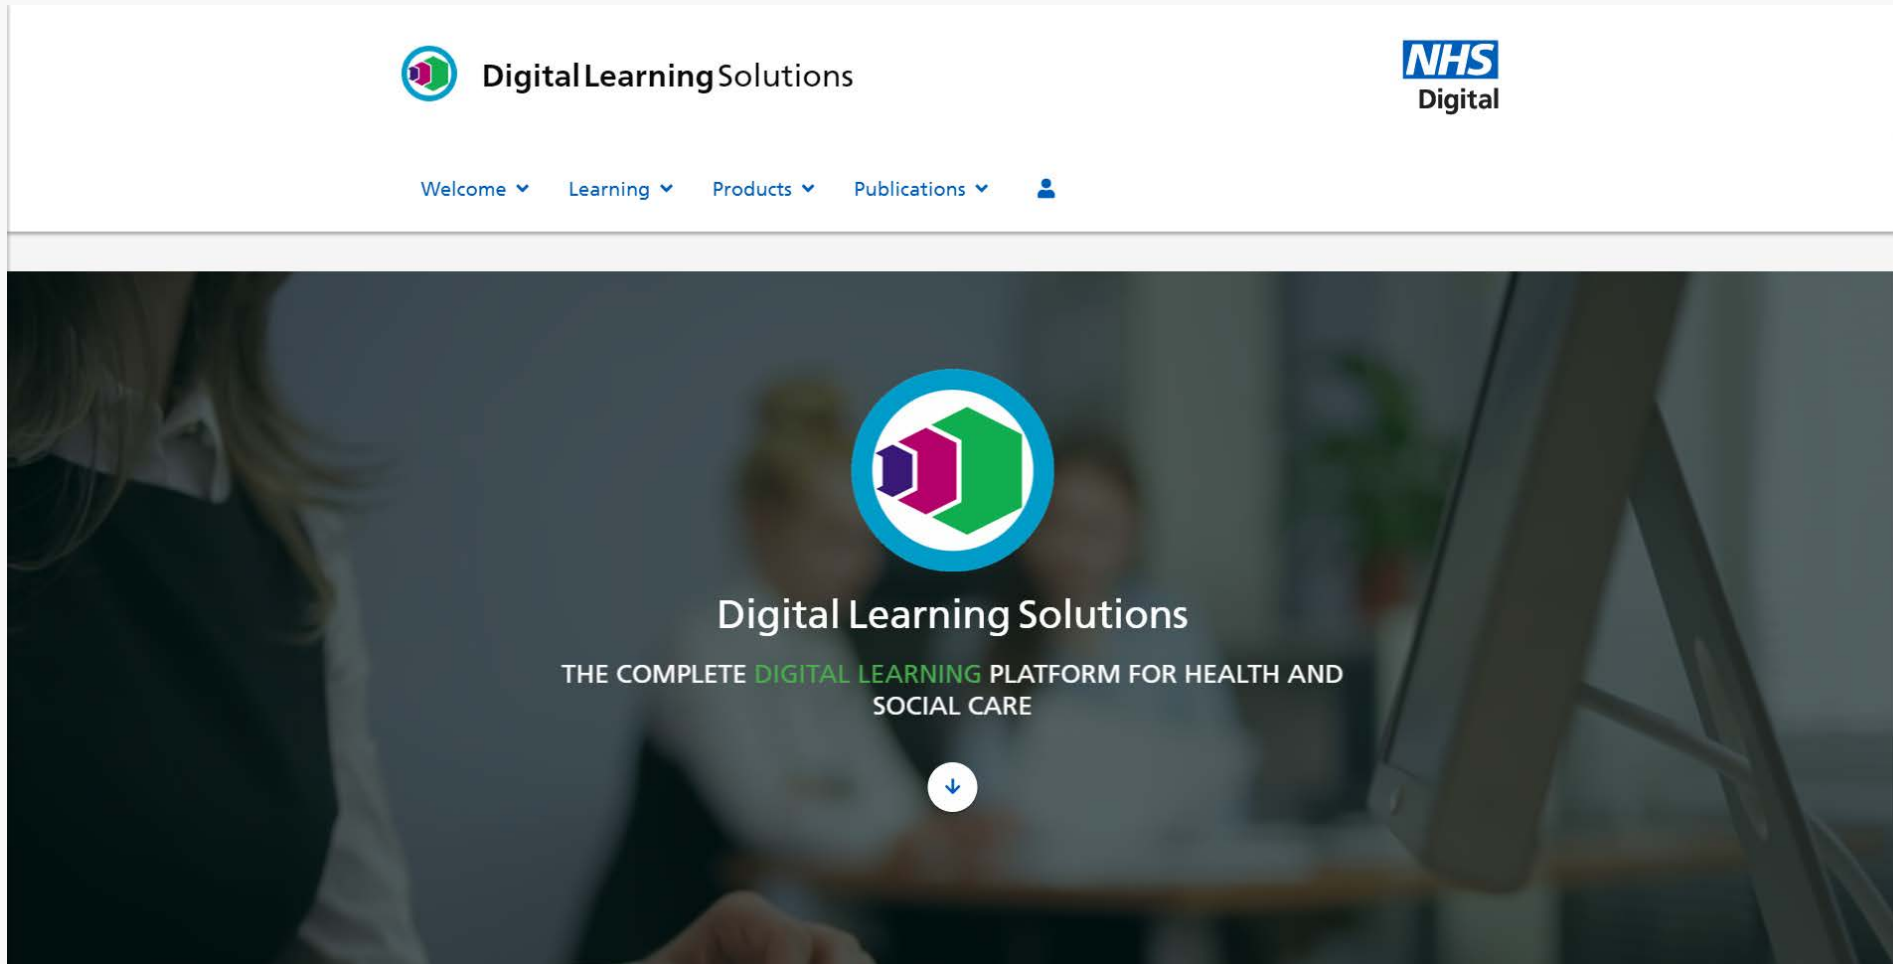 Digital Learning Solutions
NHS
Digital
Welcome
Learning
Products
Publications
Digital Learning Solutions
THE COMPLETE DIGITAL LEARNING PLATFORM FOR HEALTH AND
SOCIAL CARE